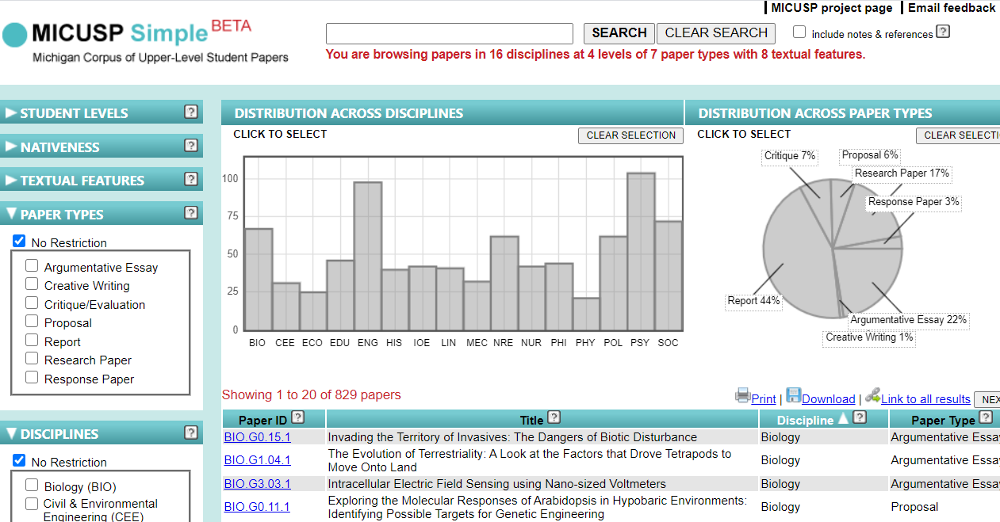 MICUSP project page
Email feedback
MICUSP Simple BETA
Michigan Corpus of Upper-Level Student Papers
SEARCH
CLEAR SEARCH
include notes & references ?
You are browsing papers in 16 disciplines at 4 levels of 7 paper types with 8 textual features.
STUDENT LEVELS ?
NATIVENESS ?
TEXTUAL FEATURES ?
PAPER TYPES ?
No Restriction
Argumentative Essay
Creative Writing
Critique/Evaluation
Proposal
Report
Research Paper
Response Paper
DISCIPLINES ?
No Restriction
Biology (BIO)
Civil & Environmental
Engineering (CEE)
DISTRIBUTION ACROSS DISCIPLINES
CLICK TO SELECT
CLEAR SELECTION
100
75
50
25
0
BIO CEE ECO EDU ENG HIS IOE LIN MEC NRE NUR PHI PHY POL PSY SOC
DISTRIBUTION ACROSS PAPER TYPES
CLICK TO SELECT
CLEAR SELECTI
Critique 7%
Proposal 6%
Research Paper 17%
Response Paper 3%
Report 44%
Argumentative Essay 22%
Creative Writing 1%
Showing 1 to 20 of 829 papers
Print | Download | Link to all results
NEX
Paper ID ? Title ? Discipline ? Paper Type ?
BIO.G0.15.1 Invading the Territory of Invasives: The Dangers of Biotic Disturbance Biology Argumentative Essay
BIO.G1.04.1 The Evolution of Terrestriality: A Look at the Factors that Drove Tetrapods to
Move Onto Land Biology Argumentative Essay
BIO.G3.03.1 Intracellular Electric Field Sensing using Nano-sized Voltmeters Biology Argumentative Essay
BIO.G0.11.1 Exploring the Molecular Responses of Arabidopsis in Hypobaric Environments:
Identifying Possible Targets for Genetic Engineering Biology Proposal